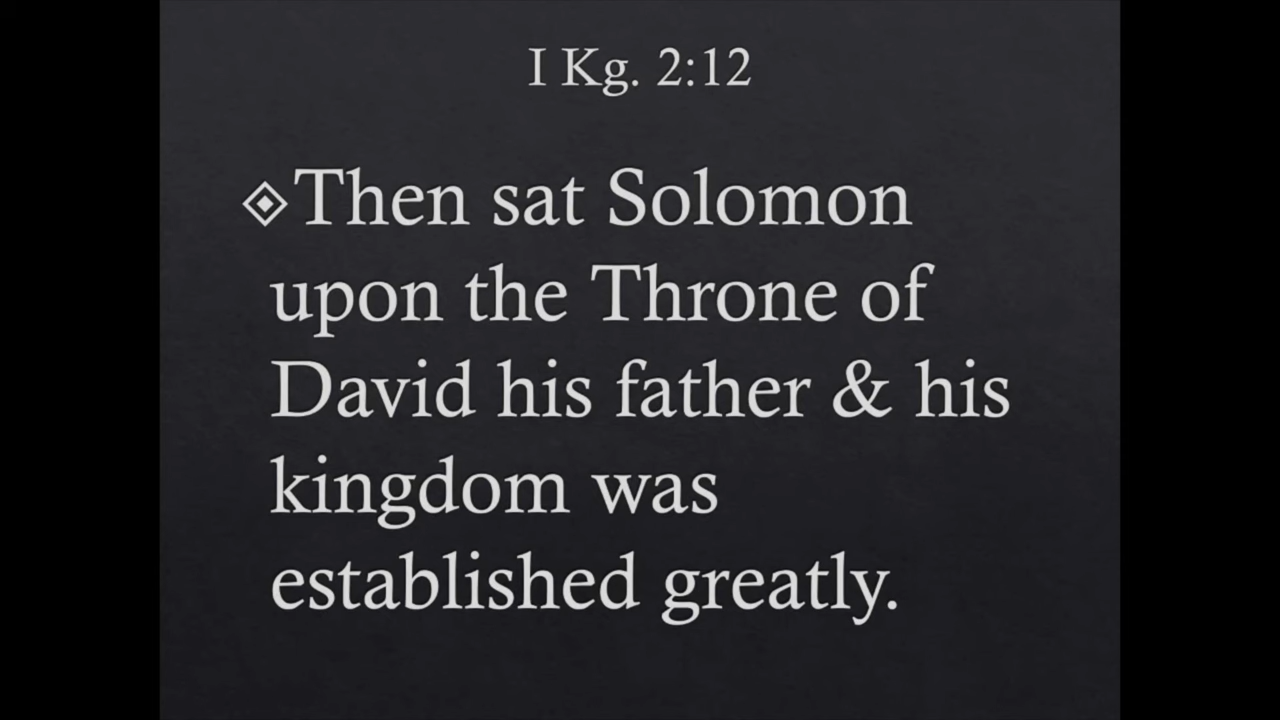 I Kg. 2:12
Then sat Solomon
upon the Throne of
David his father & his
kingdom was
established greatly.